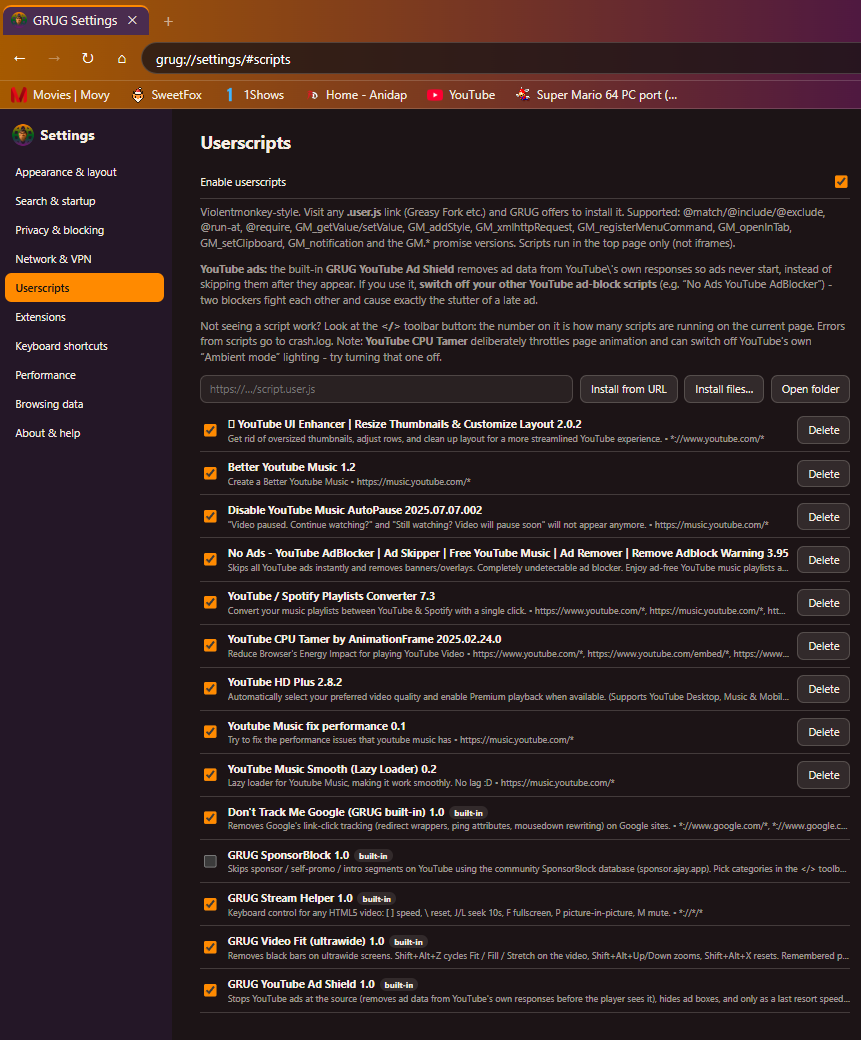 GRUG Settings
grug://settings/#scripts
Movies | Movy
SweetFox
1Shows
Home - Anidap
YouTube
Super Mario 64 PC port (...
Settings
Appearance & layout
Search & startup
Privacy & blocking
Network & VPN
Userscripts
Extensions
Keyboard shortcuts
Performance
Browsing data
About & help
Userscripts
Enable userscripts
Violentmonkey-style. Visit any .user.js link (Greasy Fork etc.) and GRUG offers to install it. Supported: @match/@include/@exclude,
@run-at, @require, GM_getValue/setValue, GM_addStyle, GM_xmlhttpRequest, GM_registerMenuCommand, GM_openInTab,
GM_setClipboard, GM_notification and the GM.* promise versions. Scripts run in the top page only (not iframes).
YouTube ads: the built-in GRUG YouTube Ad Shield removes ad data from YouTube\'s own responses so ads never start, instead of
skipping them after they appear. If you use it, switch off your other YouTube ad-block scripts (e.g. “No Ads YouTube AdBlocker”) -
two blockers fight each other and cause exactly the stutter of a late ad.
Not seeing a script work? Look at the </> toolbar button: the number on it is how many scripts are running on the current page. Errors
from scripts go to crash.log. Note: YouTube CPU Tamer deliberately throttles page animation and can switch off YouTube's own
“Ambient mode” lighting - try turning that one off.
https://.../script.user.js
Install from URL
Install files...
Open folder
YouTube UI Enhancer | Resize Thumbnails & Customize Layout 2.0.2
Get rid of oversized thumbnails, adjust rows, and clean up layout for a more streamlined YouTube experience. • *://www.youtube.com/*
Delete
Better Youtube Music 1.2
Create a Better Youtube Music • https://music.youtube.com/*
Delete
Disable YouTube Music AutoPause 2025.07.07.002
"Video paused. Continue watching?" and "Still watching? Video will pause soon" will not appear anymore. • https://music.youtube.com/*
Delete
No Ads - YouTube AdBlocker | Ad Skipper | Free YouTube Music | Ad Remover | Remove Adblock Warning 3.95
Skips all YouTube ads instantly and removes banners/overlays. Completely undetectable ad blocker. Enjoy ad-free YouTube music playlists a...
Delete
YouTube / Spotify Playlists Converter 7.3
Convert your music playlists between YouTube & Spotify with a single click. • https://www.youtube.com/*, https://music.youtube.com/*, htt...
Delete
YouTube CPU Tamer by AnimationFrame 2025.02.24.0
Reduce Browser's Energy Impact for playing YouTube Video • https://www.youtube.com/*, https://www.youtube.com/embed/*, https://www...
Delete
YouTube HD Plus 2.8.2
Automatically select your preferred video quality and enable Premium playback when available. (Supports YouTube Desktop, Music & Mobil...
Delete
Youtube Music fix performance 0.1
Try to fix the performance issues that youtube music has • https://music.youtube.com/*
Delete
YouTube Music Smooth (Lazy Loader) 0.2
Lazy loader for Youtube Music, making it work smoothly. No lag :D • https://music.youtube.com/*
Delete
Don't Track Me Google (GRUG built-in) 1.0 built-in
Removes Google's link-click tracking (redirect wrappers, ping attributes, mousedown rewriting) on Google sites. • *://www.google.com/*, *://www.google.c...
GRUG SponsorBlock 1.0 built-in
Skips sponsor / self-promo / intro segments on YouTube using the community SponsorBlock database (sponsor.ajay.app). Pick categories in the </> toolb...
GRUG Stream Helper 1.0 built-in
Keyboard control for any HTML5 video: [ ] speed, \ reset, J/L seek 10s, F fullscreen, P picture-in-picture, M mute. • *://*/*
GRUG Video Fit (ultrawide) 1.0 built-in
Removes black bars on ultrawide screens. Shift+Alt+Z cycles Fit / Fill / Stretch on the video, Shift+Alt+Up/Down zooms, Shift+Alt+X resets. Remembered p...
GRUG YouTube Ad Shield 1.0 built-in
Stops YouTube ads at the source (removes ad data from YouTube's own responses before the player sees it), hides ad boxes, and only as a last resort speed...